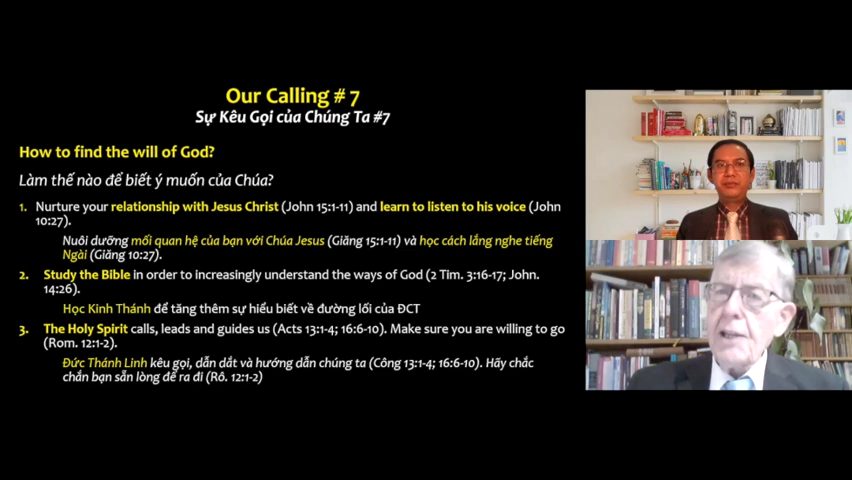 Our Calling # 7
Sự Kêu Gọi của Chúng Ta #7
How to find the will of God?
Làm thế nào để biết ý muốn của Chúa?
1. Nurture your relationship with Jesus Christ (John 15:1-11) and learn to listen to his voice (John
10:27).
Nuôi dưỡng mối quan hệ của bạn với Chúa Jesus (Giăng 15:1-11) và học cách lắng nghe tiếng
Ngài (Giăng 10:27).
2. Study the Bible in order to increasingly understand the ways of God (2 Tim. 3:16-17; John.
14:26).
Học Kinh Thánh để tăng thêm sự hiểu biết về đường lối của ĐCT
3. The Holy Spirit calls, leads and guides us (Acts 13:1-4; 16:6-10). Make sure you are willing to go
(Rom. 12:1-2).
Đức Thánh Linh kêu gọi, dẫn dắt và hướng dẫn chúng ta (Công 13:1-4; 16:6-10). Hãy chắc
chắn bạn sẵn lòng để ra đi (Rô. 12:1-2)